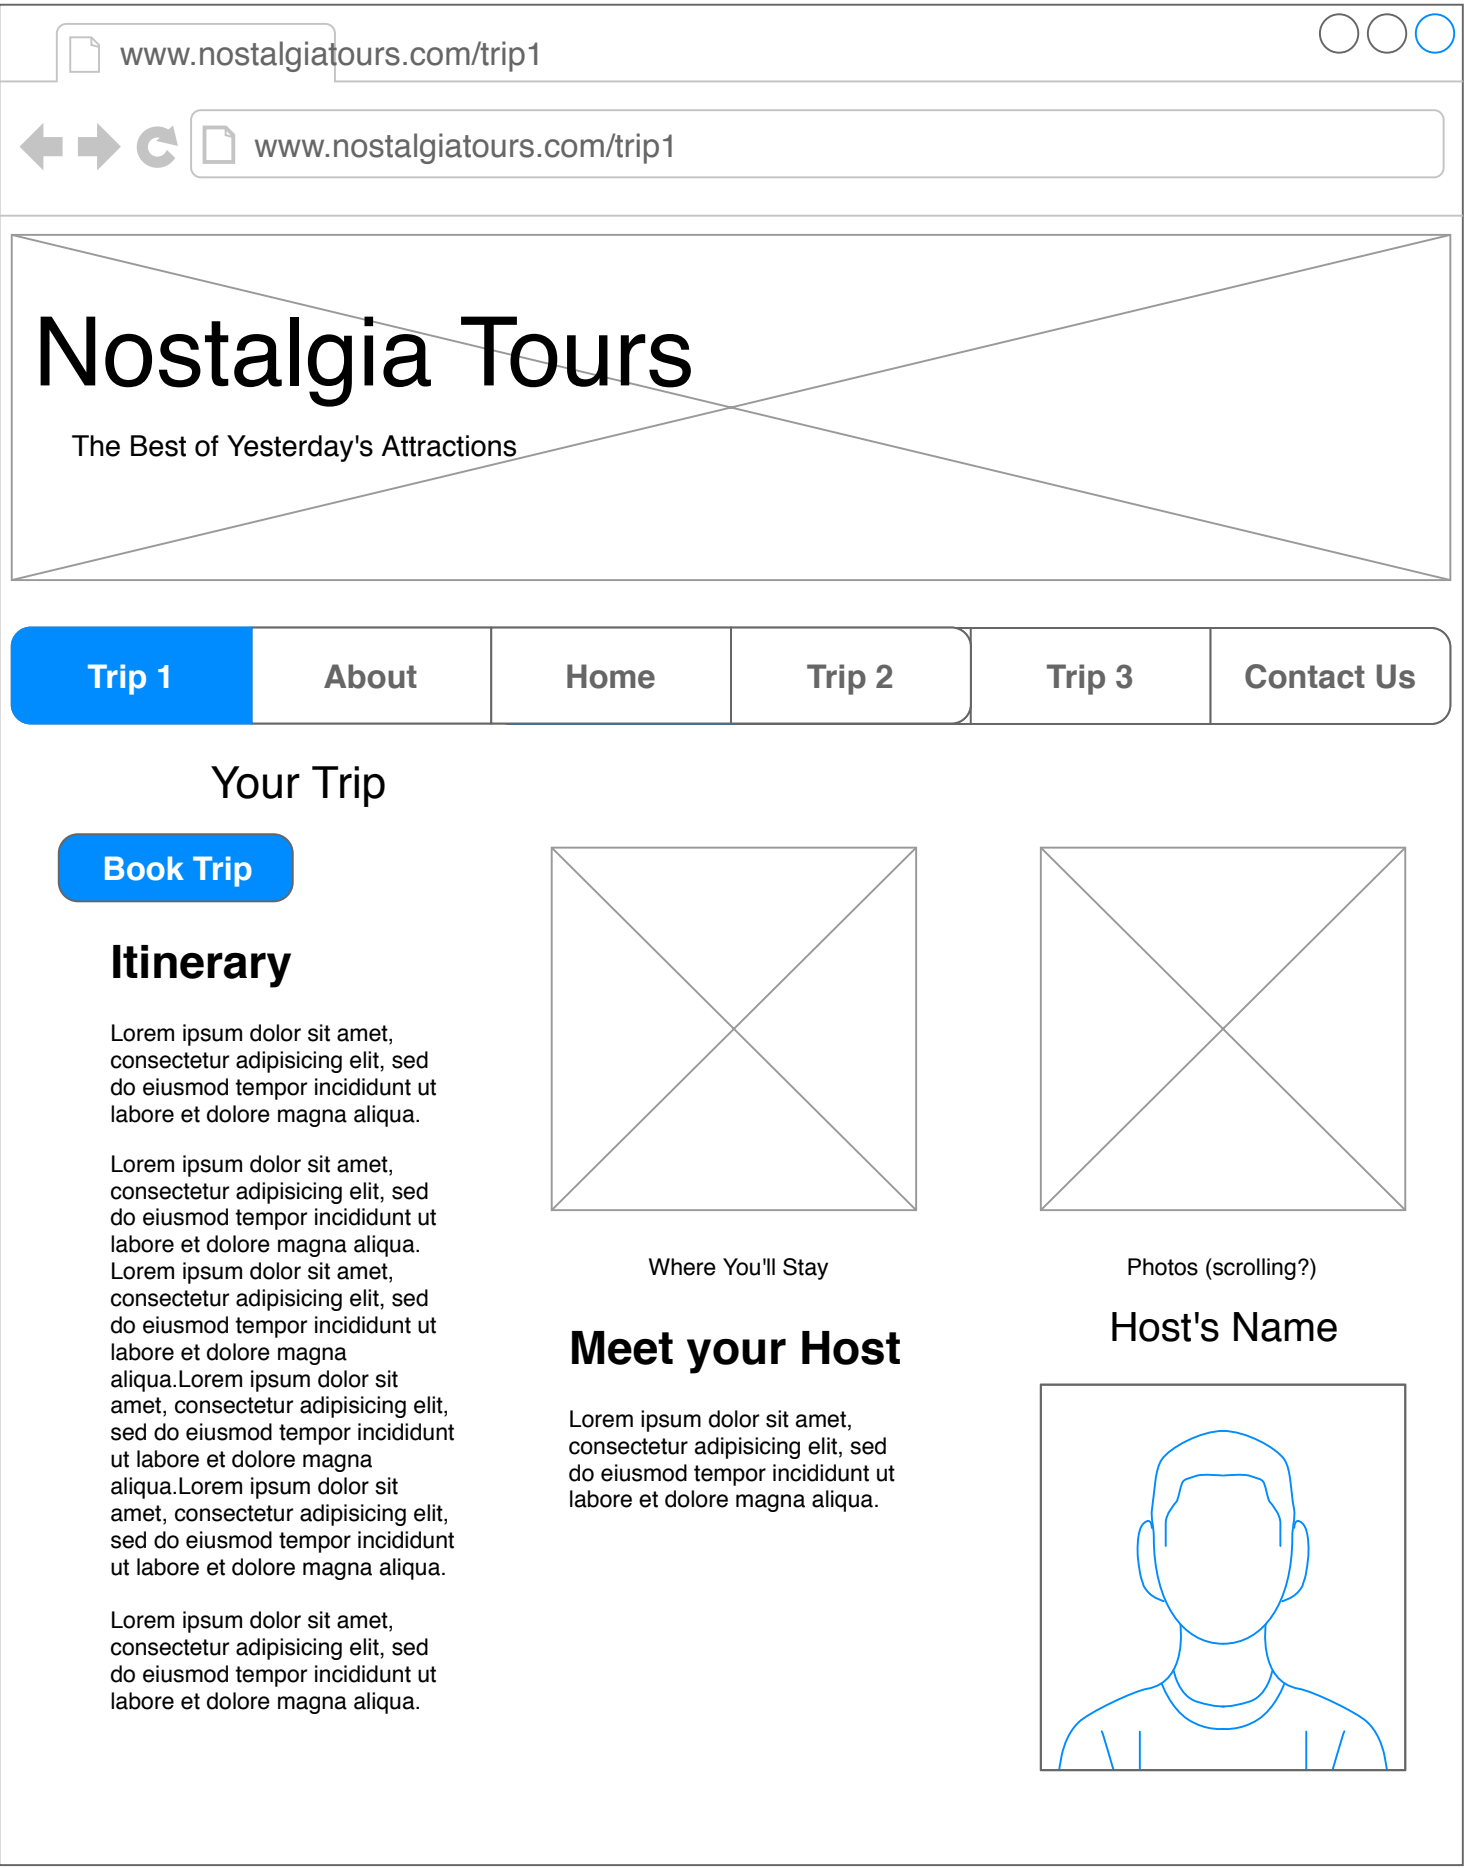 www.nostalgiatours.com/trip1
www.nostalgiatours.com/trip1
Nostalgia Tours
The Best of Yesterday's Attractions
Trip 1 About Home Trip 2 Trip 3 Contact Us
Your Trip
Book Trip
Itinerary
Lorem ipsum dolor sit amet,
consectetur adipisicing elit, sed
do eiusmod tempor incididunt ut
labore et dolore magna aliqua.
Lorem ipsum dolor sit amet,
consectetur adipisicing elit, sed
do eiusmod tempor incididunt ut
labore et dolore magna aliqua.
Lorem ipsum dolor sit amet,
consectetur adipisicing elit, sed
do eiusmod tempor incididunt ut
labore et dolore magna
aliqua.Lorem ipsum dolor sit
amet, consectetur adipisicing elit,
sed do eiusmod tempor incididunt
ut labore et dolore magna
aliqua.Lorem ipsum dolor sit
amet, consectetur adipisicing elit,
sed do eiusmod tempor incididunt
ut labore et dolore magna aliqua.
Lorem ipsum dolor sit amet,
consectetur adipisicing elit, sed
do eiusmod tempor incididunt ut
labore et dolore magna aliqua.
Where You'll Stay
Meet your Host
Lorem ipsum dolor sit amet,
consectetur adipisicing elit, sed
do eiusmod tempor incididunt ut
labore et dolore magna aliqua.
Photos (scrolling?)
Host's Name